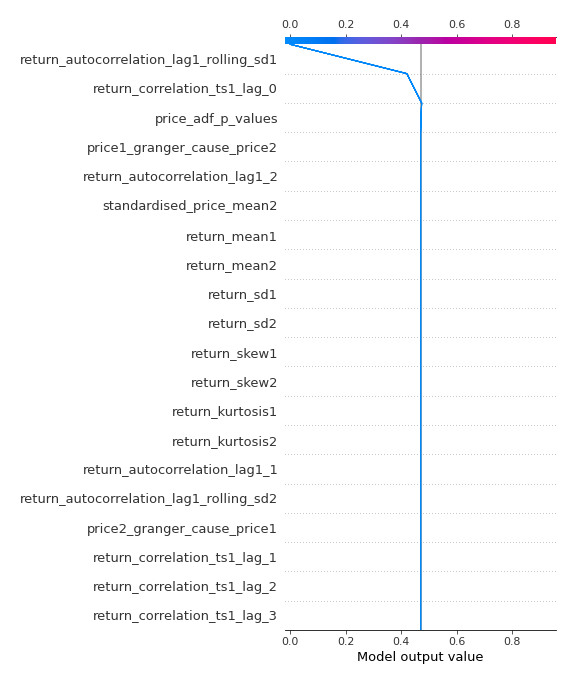 0.0 0.2 0.4 0.6 0.8
return_autocorrelation_lag1_rolling_sd1
return_correlation_ts1_lag_0
price_adf_p_values
price1_granger_cause_price2
return_autocorrelation_lag1_2
standardised_price_mean2
return_mean1
return_mean2
return_sd1
return_sd2
return_skew1
return_skew2
return_kurtosis1
return_kurtosis2
return_autocorrelation_lag1_1
return_autocorrelation_lag1_rolling_sd2
price2_granger_cause_price1
return_correlation_ts1_lag_1
return_correlation_ts1_lag_2
return_correlation_ts1_lag_3
0.0 0.2 0.4 0.6 0.8
Model output value